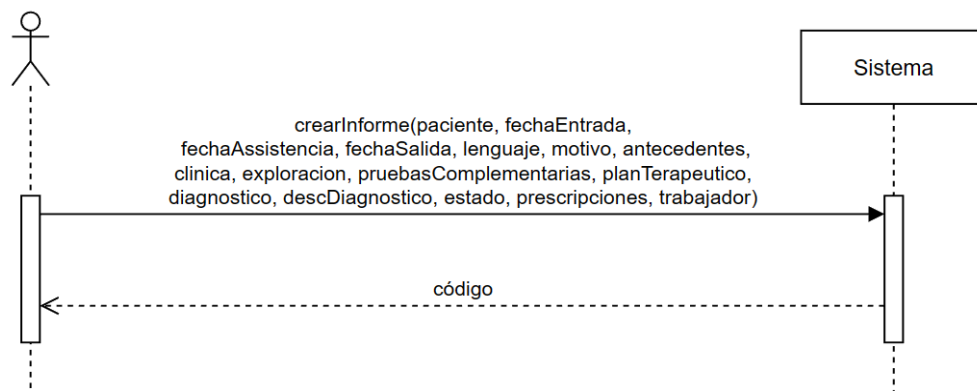 Sistema
crearInforme(paciente, fechaEntrada,
fechaAssistencia, fechaSalida, lenguaje, motivo, antecedentes,
clinica, exploracion, pruebasComplementarias, planTerapeutico,
diagnostico, descDiagnostico, estado, prescripciones, trabajador)
código